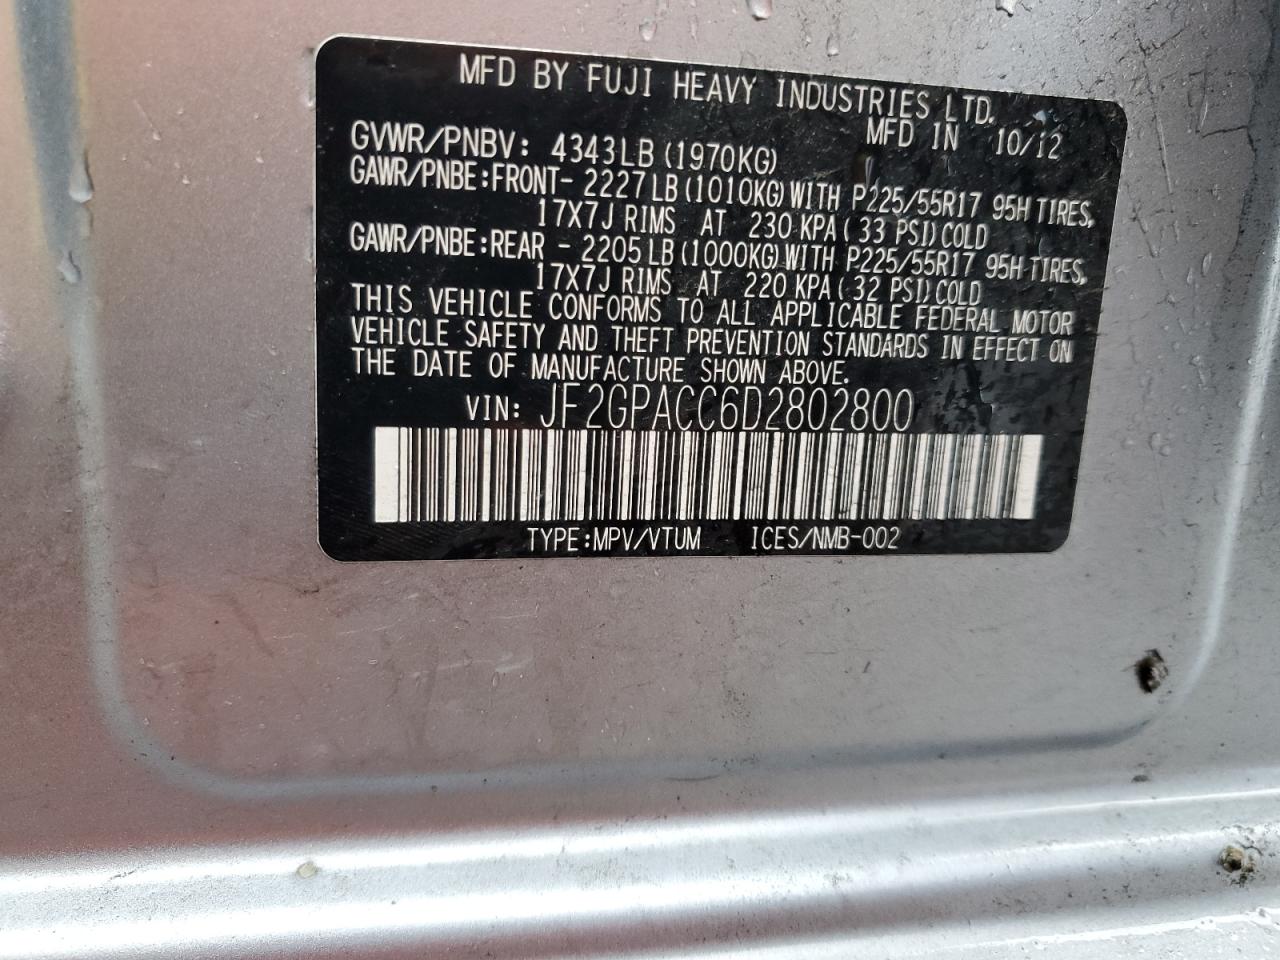 MFD BY FUJI HEAVY INDUSTRIES LTD.
MFD IN 10/12
GVWR/PNBV: 4343LB (1970KG)
GAWR/PNBE:FRONT- 2227LB (1010KG) WITH P225/55R17 95H TIRES,
17X7J RIMS AT 230 KPA ( 33 PSI) COLD
GAWR/PNBE:REAR - 2205LB (1000KG) WITH P225/55R17 95H TIRES,
17X7J RIMS AT 220 KPA ( 32 PSI) COLD
THIS VEHICLE CONFORMS TO ALL APPLICABLE FEDERAL MOTOR
VEHICLE SAFETY AND THEFT PREVENTION STANDARDS IN EFFECT ON
THE DATE OF MANUFACTURE SHOWN ABOVE.
VIN: JF2GPACC6D2802800
TYPE:MPV/VTUM ICES/NMB-002